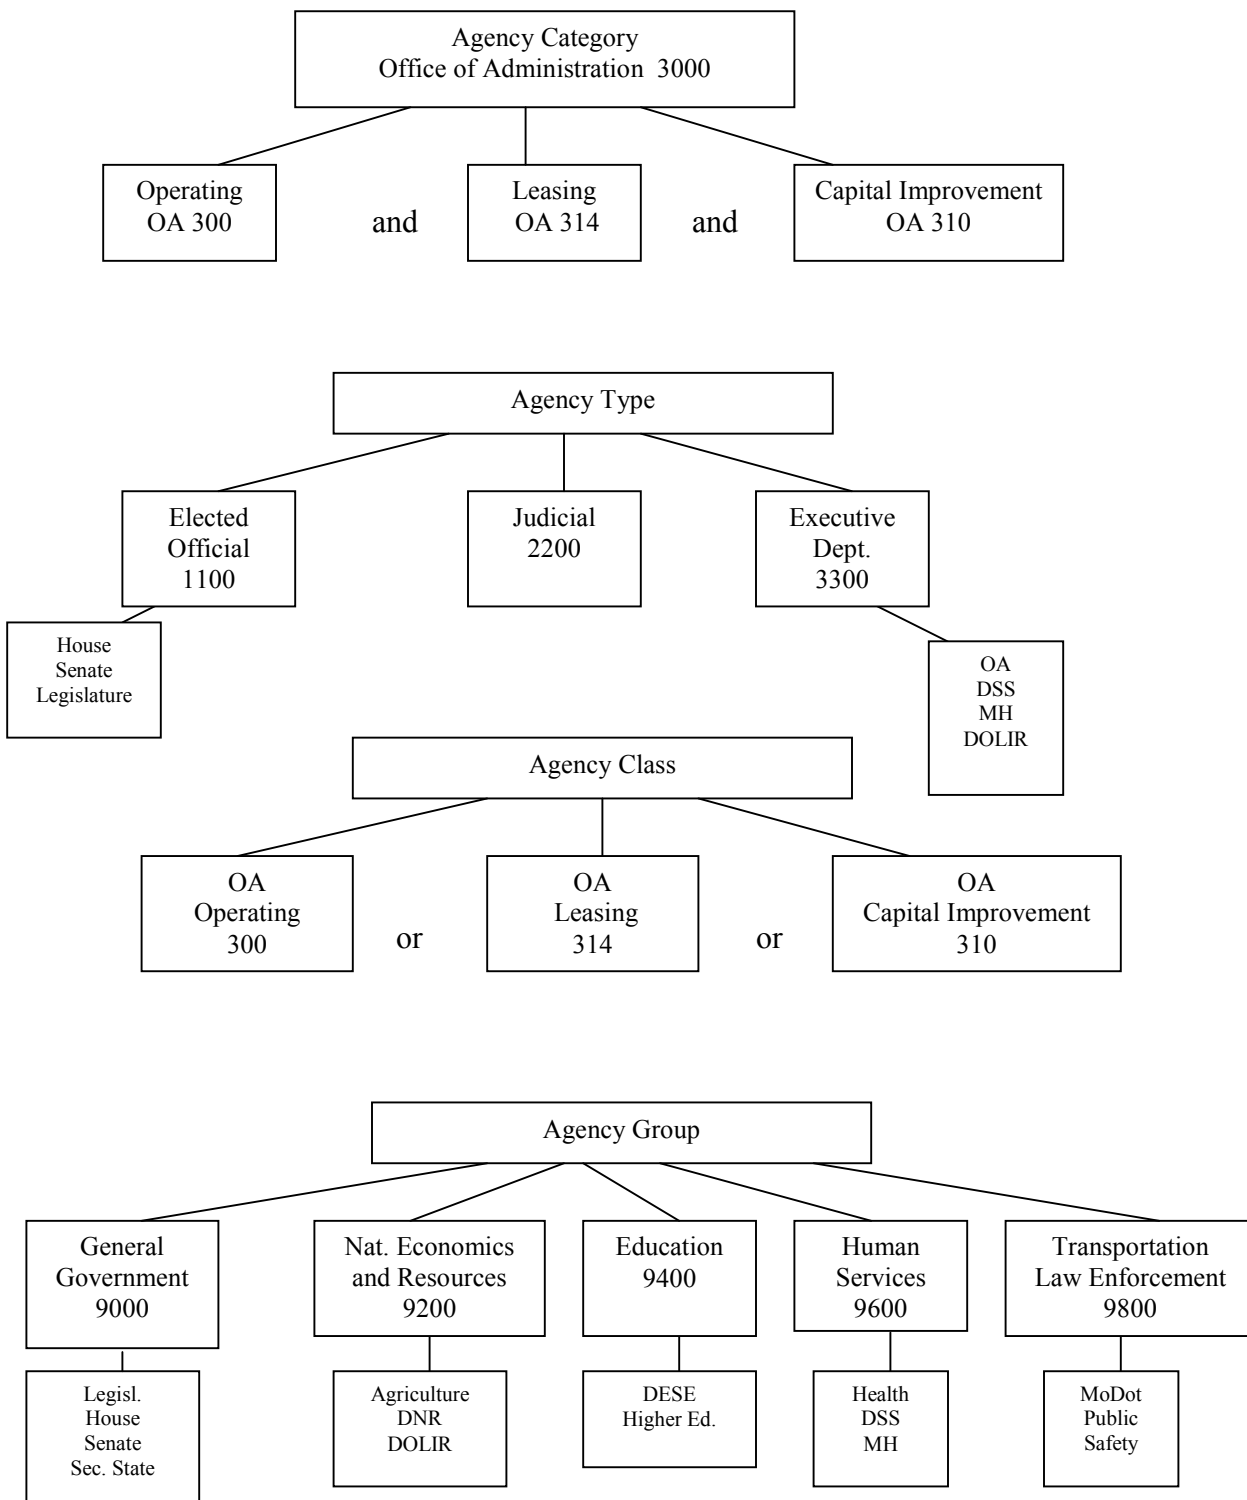 Agency Category
Office of Administration 3000
Operating
OA 300
and
Leasing
OA 314
and
Capital Improvement
OA 310
Agency Type
Elected
Official
1100
Judicial
2200
Executive
Dept.
3300
House
Senate
Legislature
OA
DSS
MH
DOLIR
Agency Class
OA
Operating
300
or
OA
Leasing
314
or
OA
Capital Improvement
310
Agency Group
General
Government
9000
Nat. Economics
and Resources
9200
Education
9400
Human
Services
9600
Transportation
Law Enforcement
9800
Legisl.
House
Senate
Sec. State
Agriculture
DNR
DOLIR
DESE
Higher Ed.
Health
DSS
MH
MoDot
Public
Safety